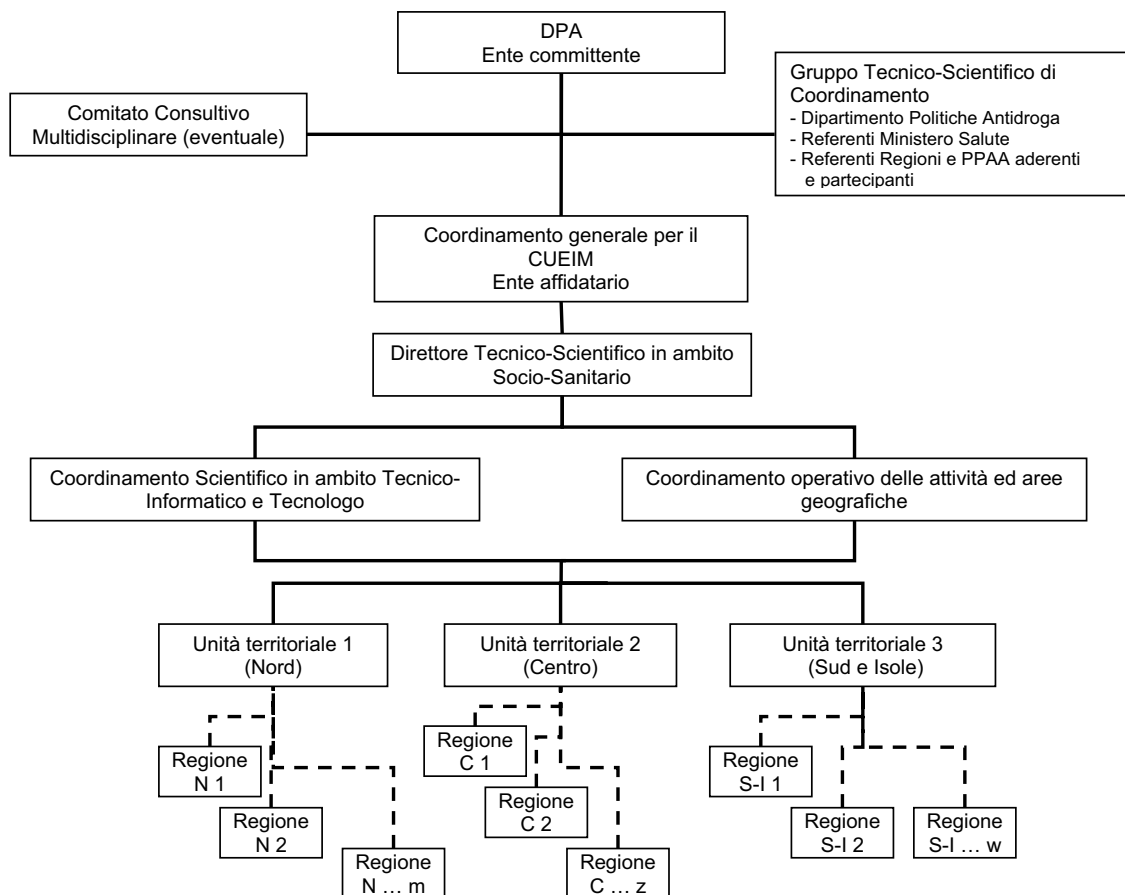 DPA
Ente committente
Comitato Consultivo
Multidisciplinare (eventuale)
Gruppo Tecnico-Scientifico di
Coordinamento
- Dipartimento Politiche Antidroga
- Referenti Ministero Salute
- Referenti Regioni e PPAA aderenti
e partecipanti
Coordinamento generale per il
CUEIM
Ente affidatario
Direttore Tecnico-Scientifico in ambito
Socio-Sanitario
Coordinamento Scientifico in ambito Tecnico-
Informatico e Tecnologo
Coordinamento operativo delle attività ed aree
geografiche
Unità territoriale 1
(Nord)
Unità territoriale 2
(Centro)
Unità territoriale 3
(Sud e Isole)
Regione
N 1
Regione
N 2
Regione
N ... m
Regione
C 1
Regione
C 2
Regione
C ... z
Regione
S-I 1
Regione
S-I 2
Regione
S-I ... w